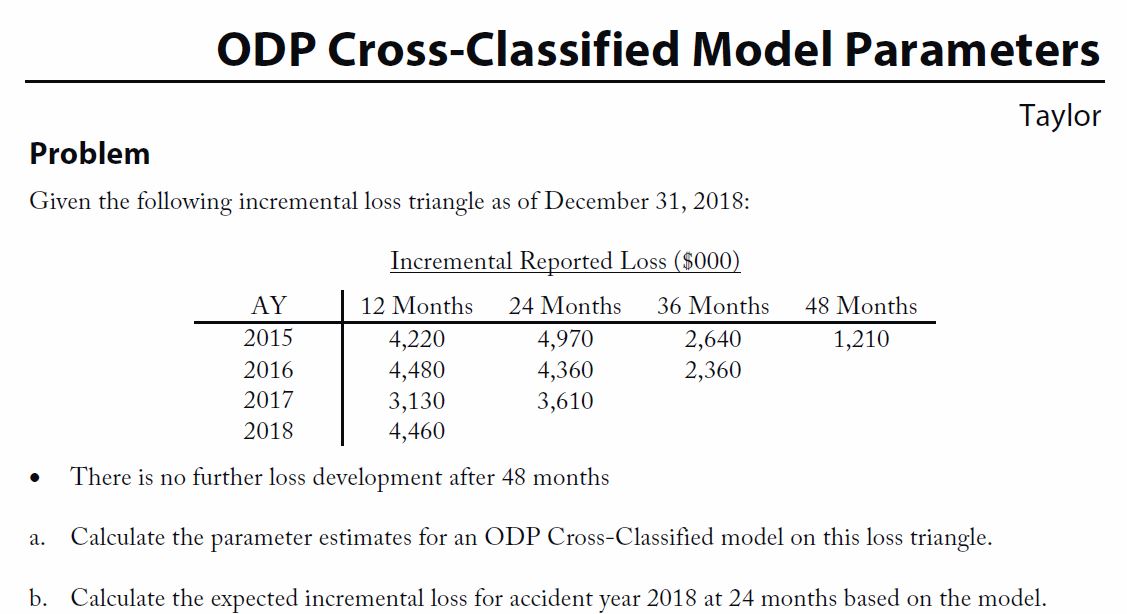 ODP Cross-Classified Model Parameters
Taylor
Problem
Given the following incremental loss triangle as of December 31, 2018:
Incremental Reported Loss ($000)
AY 12 Months 24 Months 36 Months 48 Months
2015 4,220 4,970 2,640 1,210
2016 4,480 4,360 2,360
2017 3,130 3,610
2018 4,460
• There is no further loss development after 48 months
a. Calculate the parameter estimates for an ODP Cross-Classified model on this loss triangle.
b. Calculate the expected incremental loss for accident year 2018 at 24 months based on the model.